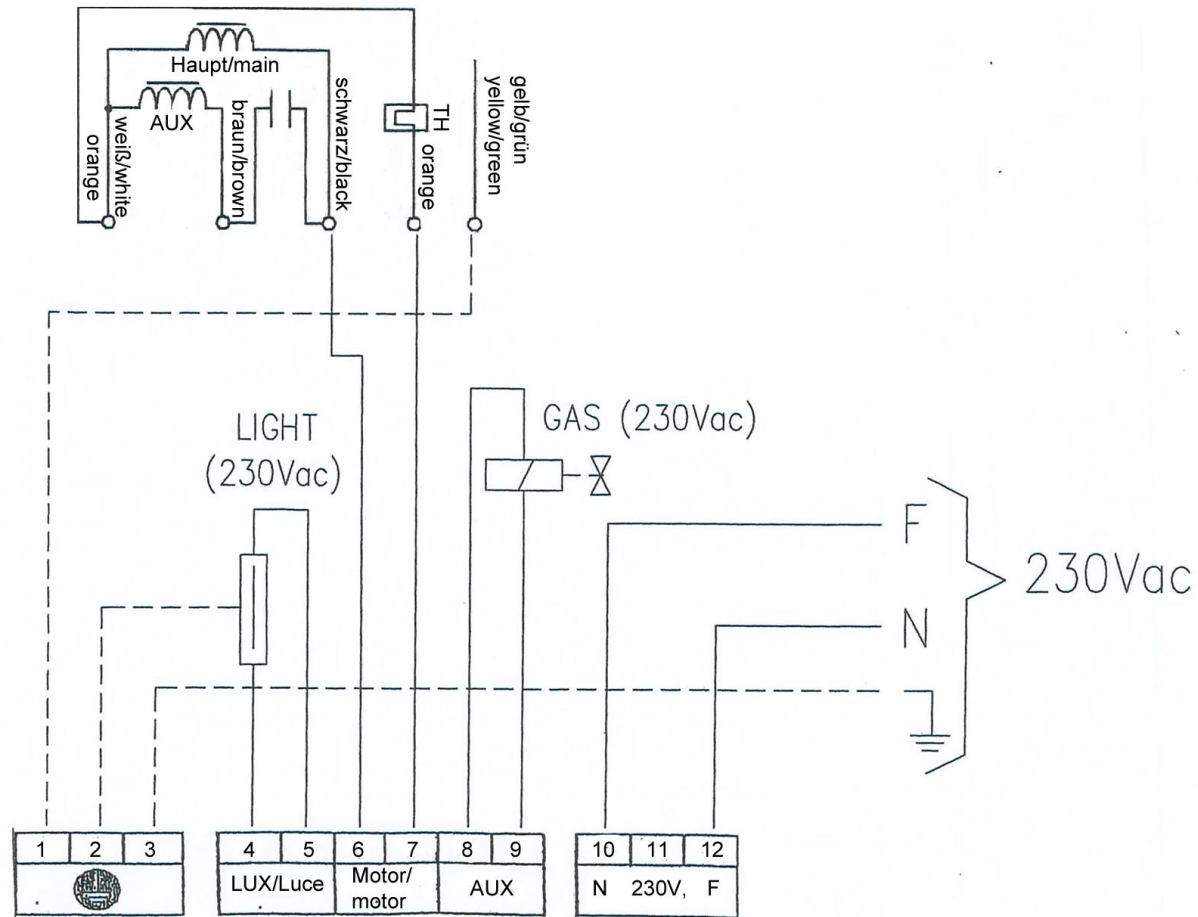 Haupt/main
AUX
orange
weiß/white
braun/brown
schwarz/black
TH
orange
gelb/grün
yellow/green
LIGHT
(230Vac)
GAS (230Vac)
F
N
230Vac
1 2 3 4 5 6 7 8 9 10 11 12
LUX/Luce Motor/
motor AUX N 230V, F